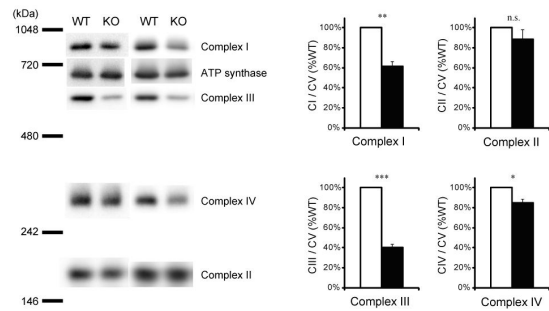 (kDa)
WT KO WT KO
1048
720
480
242
146
Complex I
ATP synthase
Complex III
Complex IV
Complex II
**
CI / CV (%WT)
100%
80%
60%
40%
20%
0%
Complex I
n.s.
CII / CV (%WT)
100%
80%
60%
40%
20%
0%
Complex II
***
CIII / CV (%WT)
100%
80%
60%
40%
20%
0%
Complex III
*
CIV / CV (%WT)
100%
80%
60%
40%
20%
0%
Complex IV